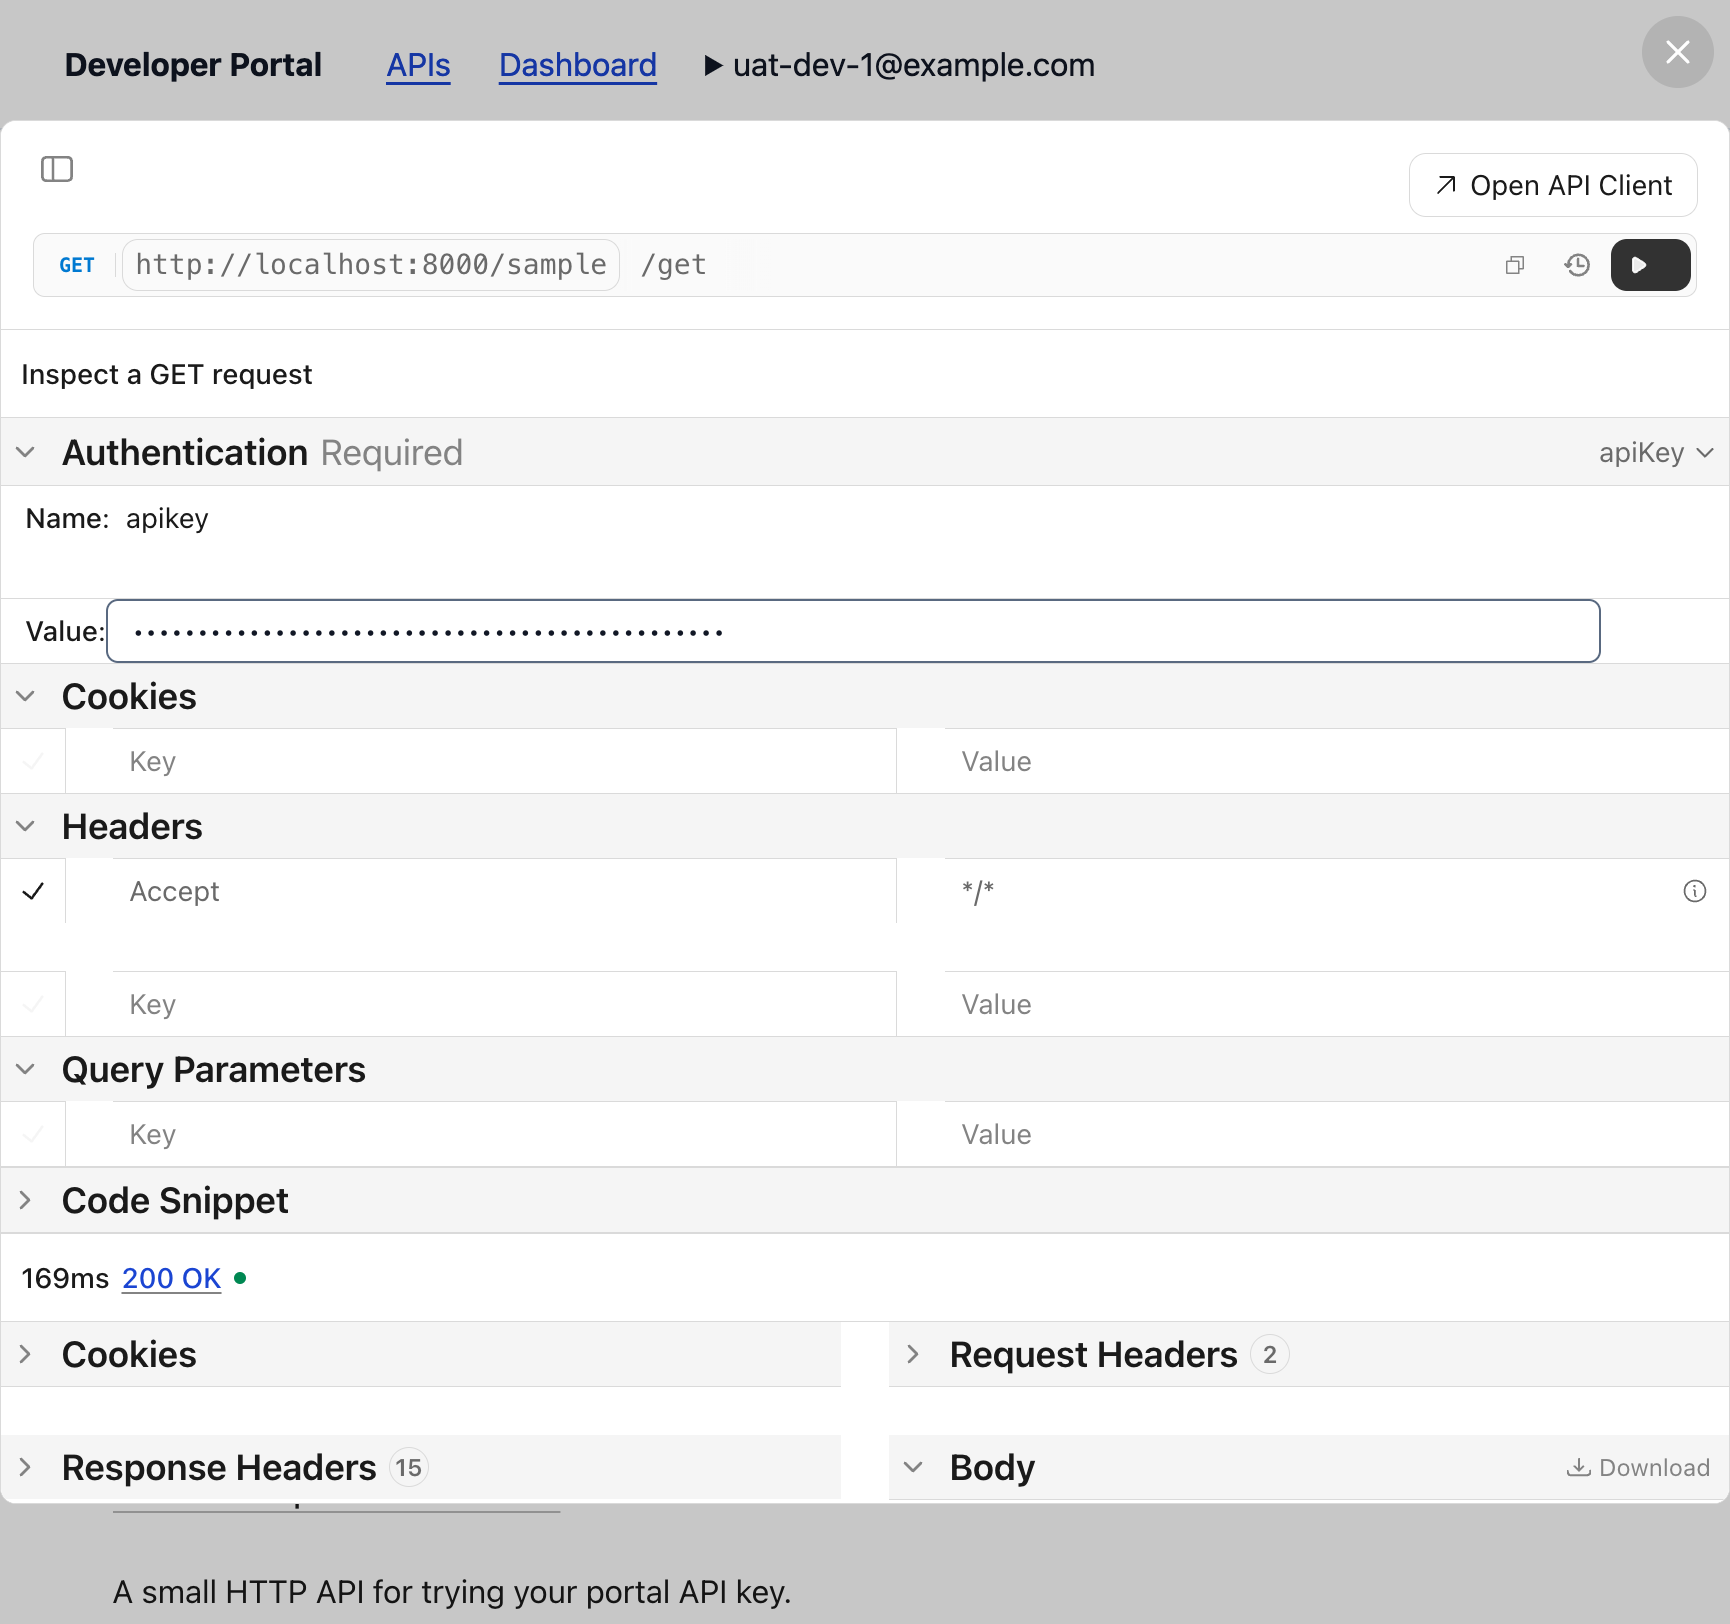 Developer Portal APIs Dashboard ▶ uat-dev-1@example.com
Open API Client
GET http://localhost:8000/sample /get
Inspect a GET request
Authentication Required apiKey
Name: apikey
Value: ••••••••••••••••••••••••••••••••••••••••••••••
Cookies
Key Value
Headers
Accept */*
Key Value
Query Parameters
Key Value
Code Snippet
169ms 200 OK
Cookies Request Headers 2
Response Headers 15 Body Download
A small HTTP API for trying your portal API key.